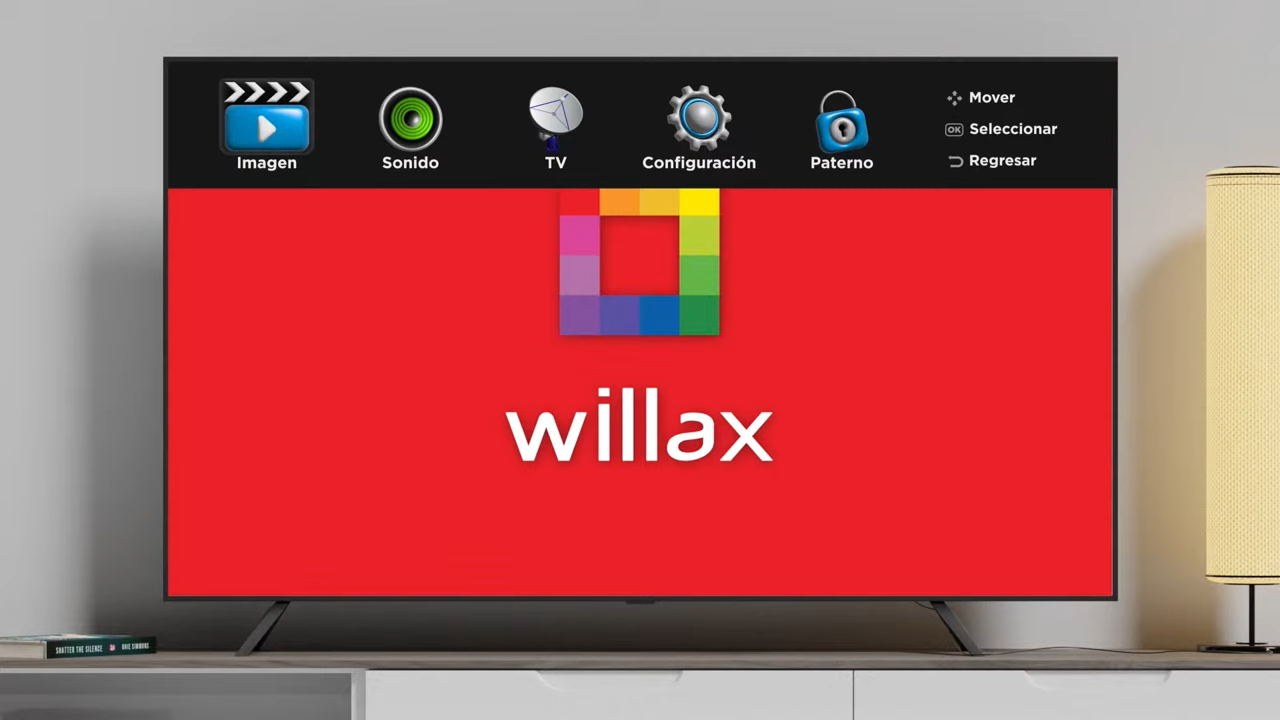 Imagen
Sonido
TV
Configuración
Paterno
Mover
OK Seleccionar
Regresar
willax
SHATTER THE SILENCE